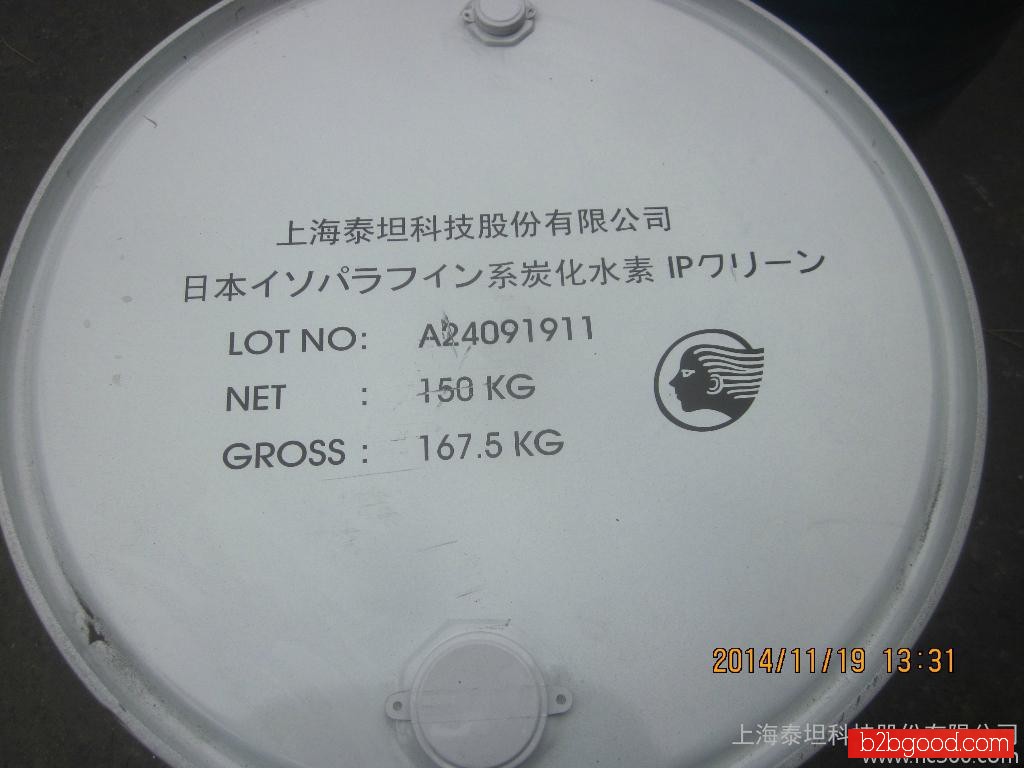 上海泰坦科技股份有限公司
日本イソパラフイン系炭化水素 IPクリーン
LOT NO: A24091911
NET : 150 KG
GROSS : 167.5 KG
2014/11/19 13:31
上海泰坦科技股份有限公司
b2bgood.com